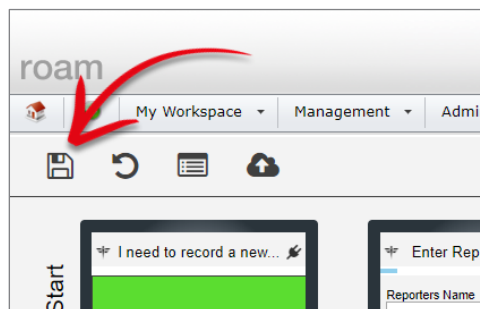 roam
My Workspace Management Admi
I need to record a new...
Enter Rep
Start
Reporters Name